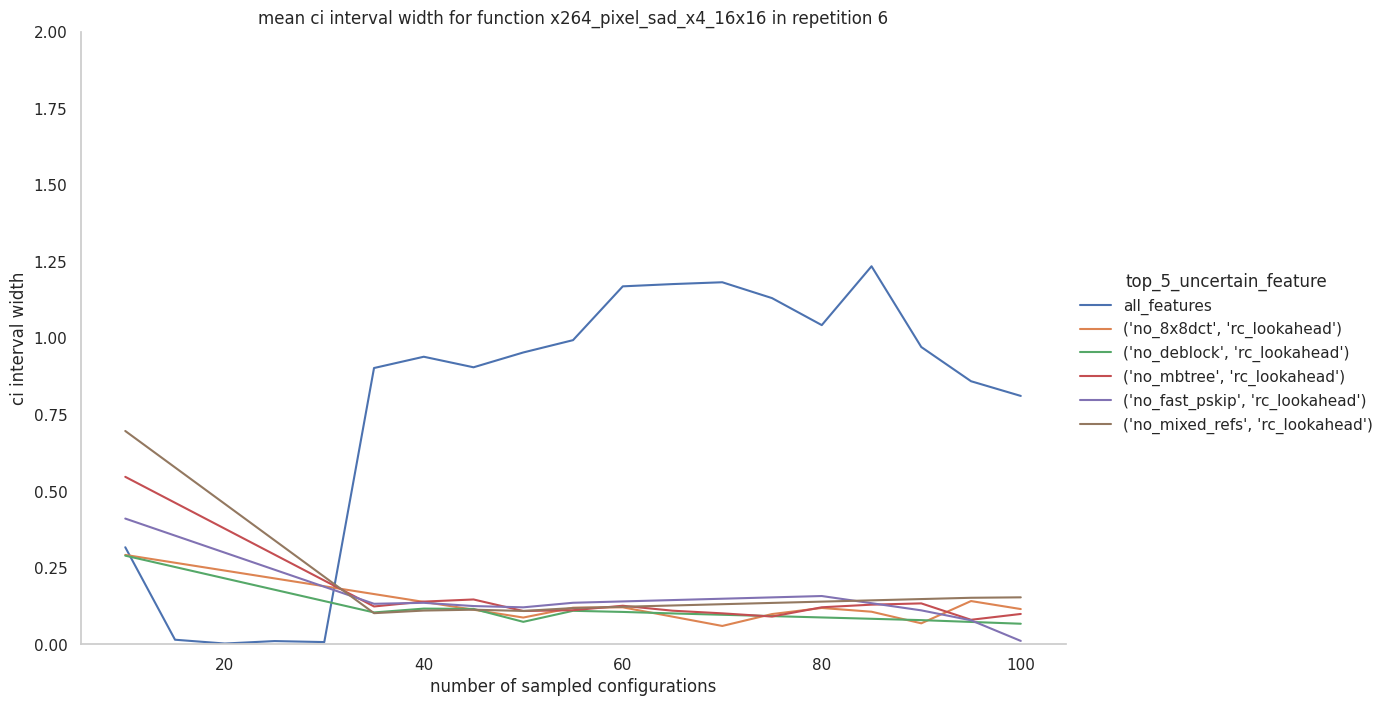 mean ci interval width for function x264_pixel_sad_x4_16x16 in repetition 6
2.00
1.75
1.50
1.25
1.00
0.75
0.50
0.25
0.00
ci interval width
20
40
60
80
100
number of sampled configurations
top_5_uncertain_feature
all_features
('no_8x8dct', 'rc_lookahead')
('no_deblock', 'rc_lookahead')
('no_mbtree', 'rc_lookahead')
('no_fast_pskip', 'rc_lookahead')
('no_mixed_refs', 'rc_lookahead')